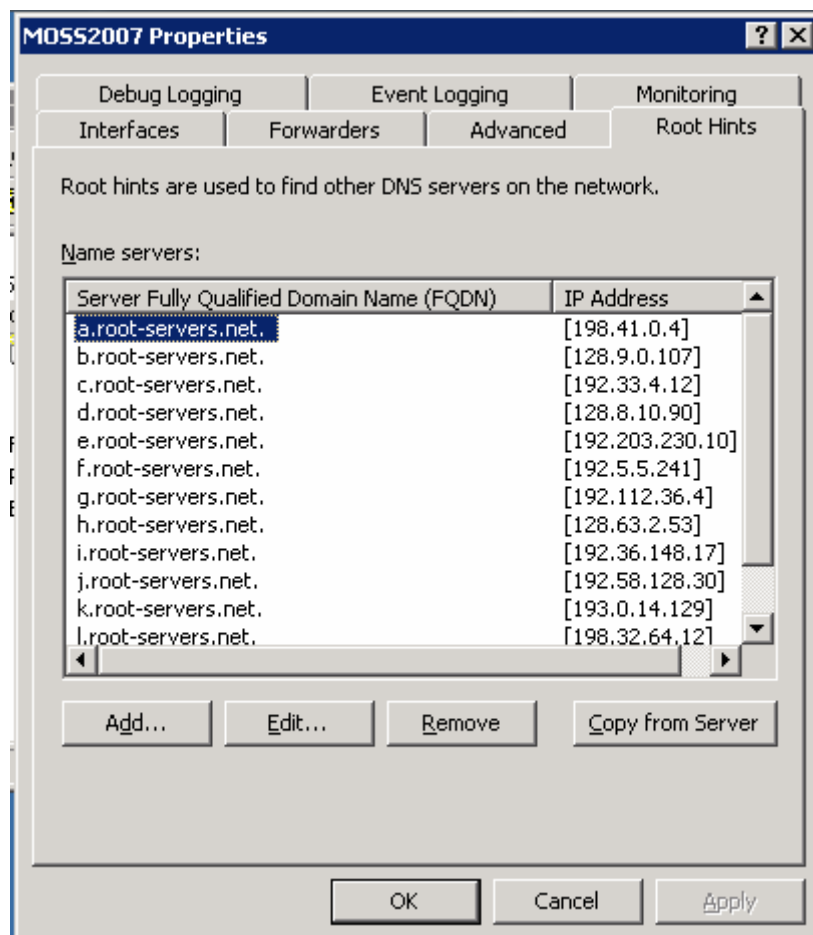 MOSS2007 Properties
Debug Logging Event Logging Monitoring
Interfaces Forwarders Advanced Root Hints
Root hints are used to find other DNS servers on the network.
Name servers:
Server Fully Qualified Domain Name (FQDN) IP Address
a.root-servers.net. [198.41.0.4]
b.root-servers.net. [128.9.0.107]
c.root-servers.net. [192.33.4.12]
d.root-servers.net. [128.8.10.90]
e.root-servers.net. [192.203.230.10]
f.root-servers.net. [192.5.5.241]
g.root-servers.net. [192.112.36.4]
h.root-servers.net. [128.63.2.53]
i.root-servers.net. [192.36.148.17]
j.root-servers.net. [192.58.128.30]
k.root-servers.net. [193.0.14.129]
l.root-servers.net. [198.32.64.12]
Add... Edit... Remove Copy from Server
OK Cancel Apply